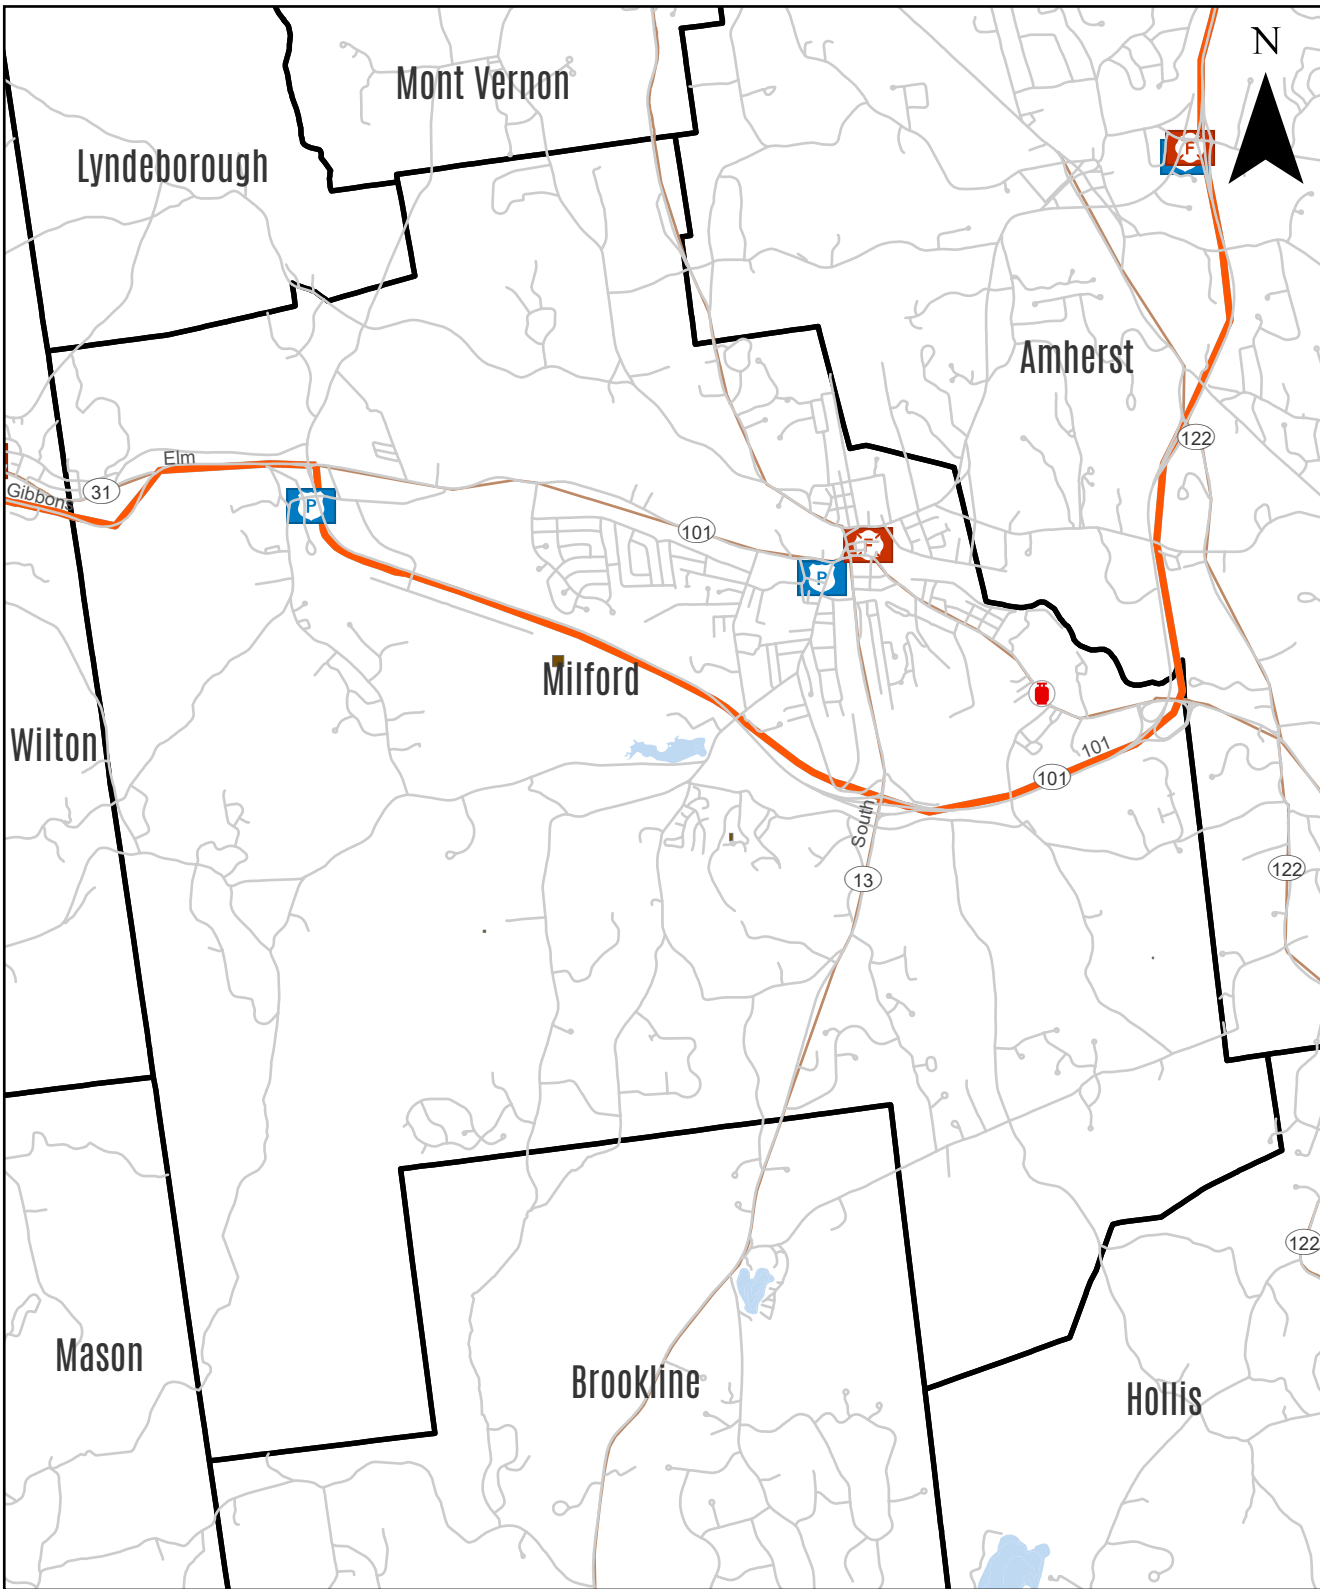 N
Mont Vernon
F
Lyndeborough
Amherst
122
Elm
31
Gibbons
P
101
F
P
Milford
Wilton
101
101
South
122
13
122
Mason
Brookline
Hollis